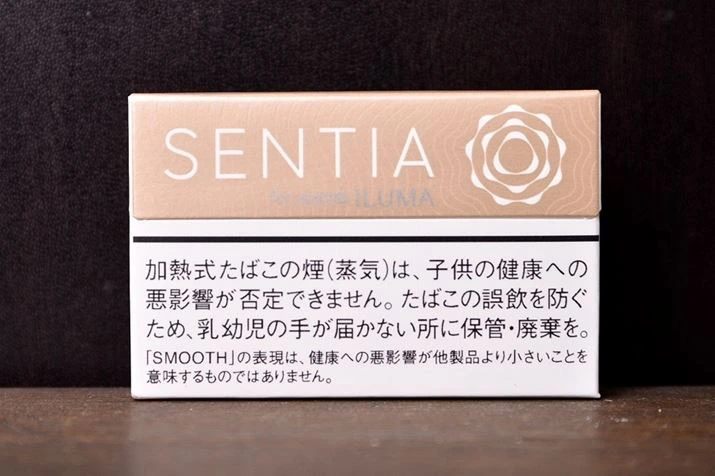 SENTIA
ILUMA
加熱式たばこの煙(蒸気)は、子供の健康への
悪影響が否定できません。たばこの誤飲を防ぐ
ため、乳幼児の手が届かない所に保管・廃棄を。
「SMOOTH」の表現は、健康への悪影響が他製品より小さいことを
意味するものではありません。